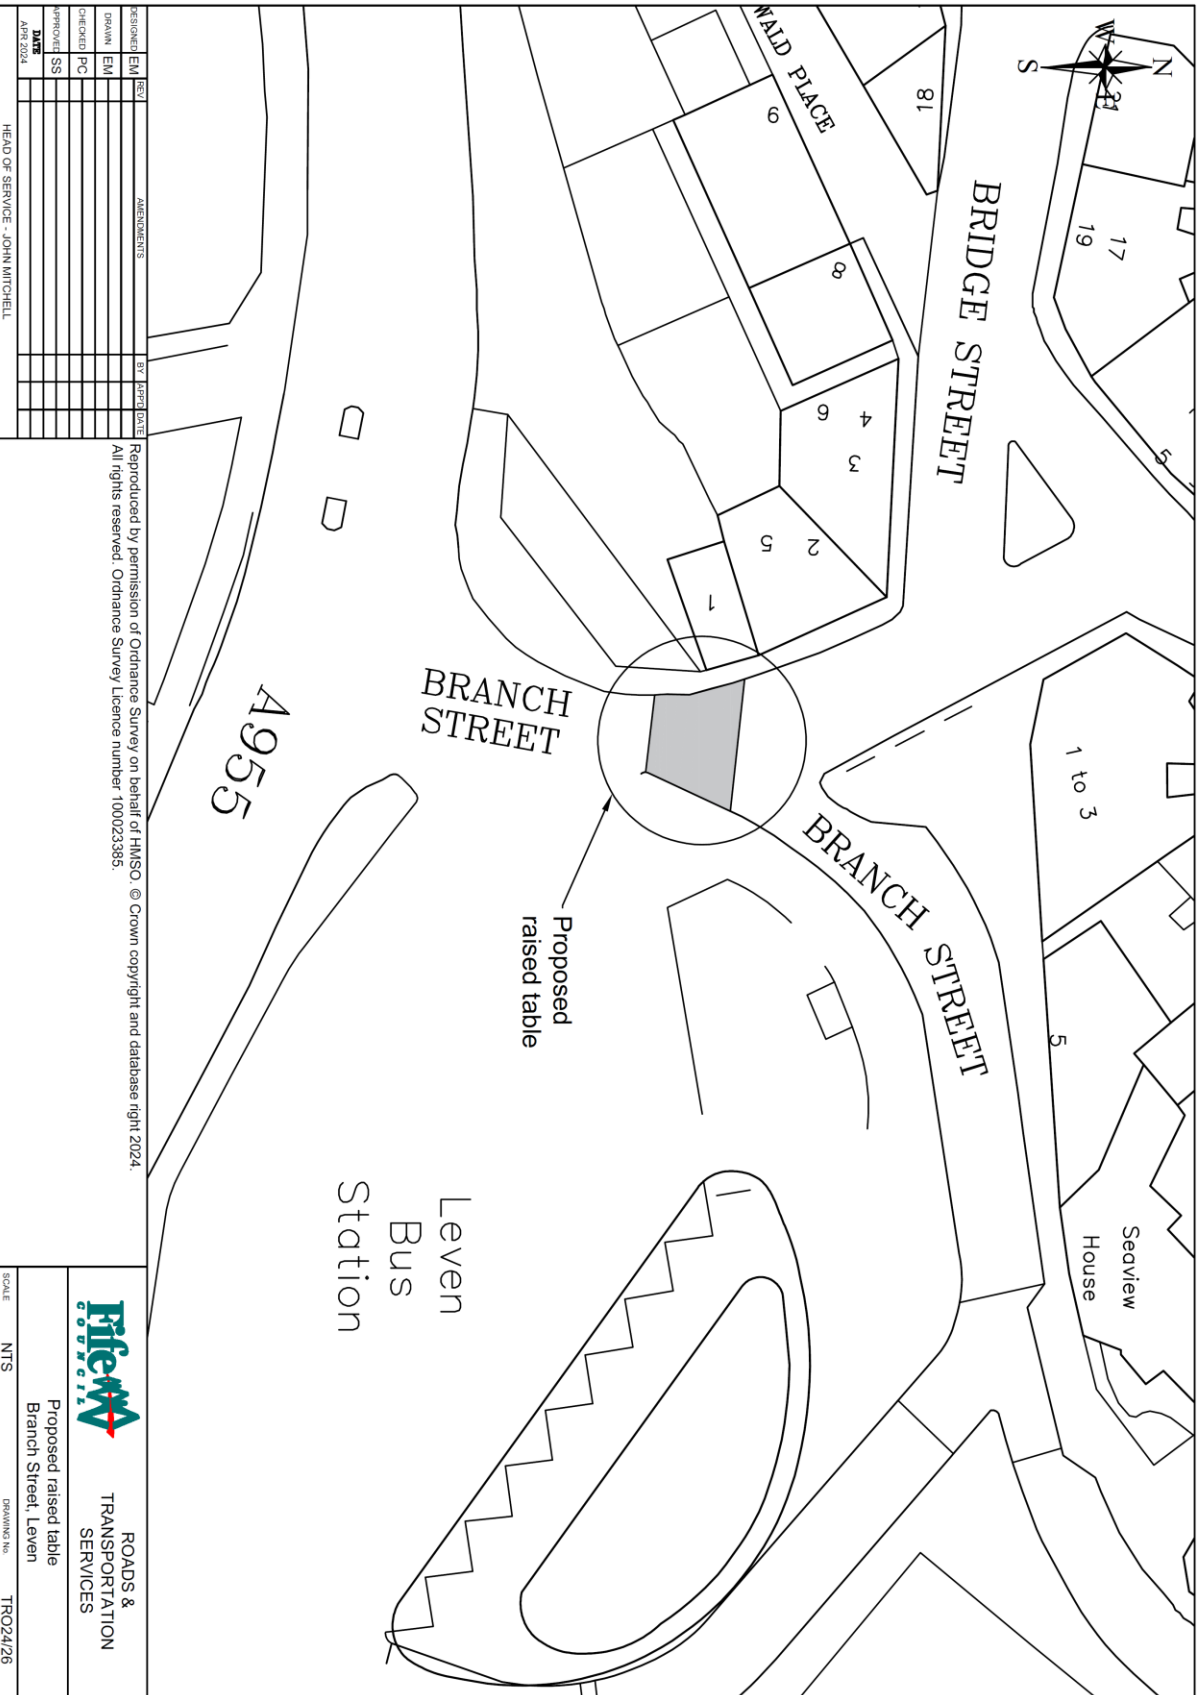 N
S
W
E
21
17
19
5
18
WALD PLACE
9
8
BRIDGE STREET
4
6
3
2
5
1
1 to 3
5
BRANCH
STREET
BRANCH STREET
A955
Proposed
raised table
Seaview
House
Leven
Bus
Station
REV
AMENDMENTS
BY
APP'D
DATE
DESIGNED EM
DRAWN EM
CHECKED PC
APPROVED SS
DATE
APR 2024
HEAD OF SERVICE - JOHN MITCHELL
Reproduced by permission of Ordnance Survey on behalf of HMSO. © Crown copyright and database right 2024.
All rights reserved. Ordnance Survey Licence number 100023385.
Fife
COUNCIL
ROADS &
TRANSPORTATION
SERVICES
Proposed raised table
Branch Street, Leven
SCALE NTS
DRAWING No. TRO24/26